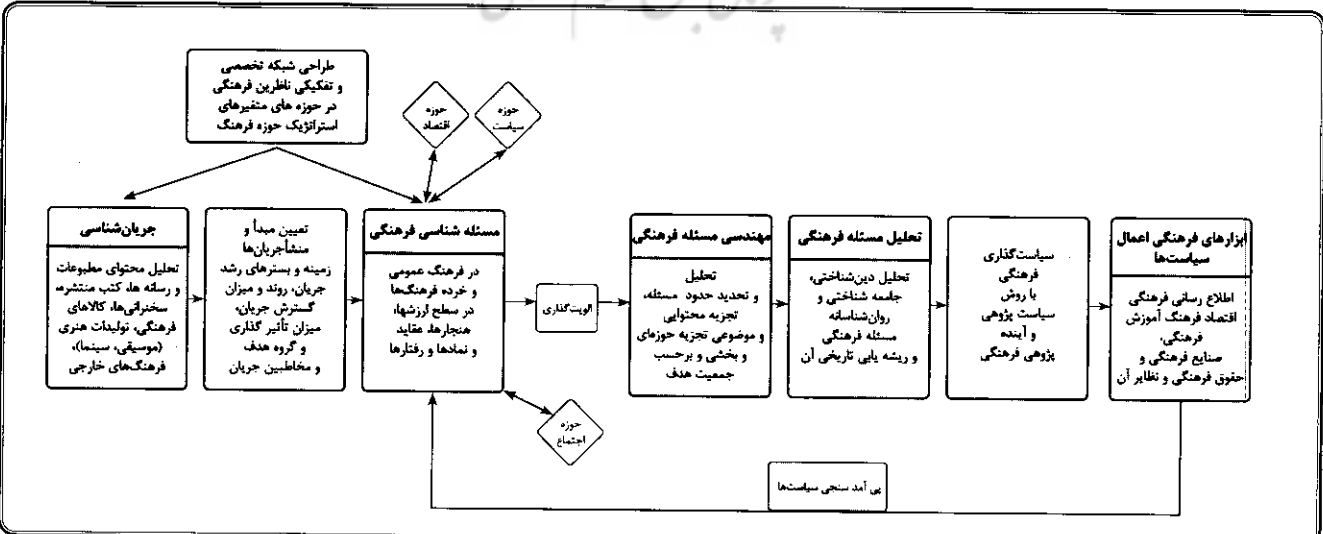 طراحی شبکه تخصصی
و تفکیکی ناظرین فرهنگی
در حوزه های متغیرهای
استراتژیک حوزه فرهنگ
حوزه
اقتصاد
حوزه
سیاست
جریان‌شناسی
تحلیل محتوای مطبوعات
و رسانه ها، کتب منتشره،
سخنرانی‌ها، کالاهای
فرهنگی، تولیدات هنری
(موسیقی، سینما)،
فرهنگ‌های خارجی
تعیین مبدأ و
منشأجریان‌ها
زمینه و بسترهای رشد
جریان، روند و میزان
گسترش جریان،
میزان تأثیر گذاری
و گروه هدف
و مخاطبین جریان
مسئله شناسی فرهنگی
در فرهنگ عمومی
و خرده فرهنگ‌ها
در سطح ارزشها،
هنجارها، عقاید
و نمادها و رفتارها
الویت‌گذاری
مهندسی مسئله فرهنگی
تحلیل
و تحدید حدود مسئله،
تجزیه محتوایی
و موضوعی تجزیه حوزه‌ای
و بخشی و برحسب
جمعیت هدف
تحلیل مسئله فرهنگی
تحلیل دین‌شناختی،
جامعه شناختی و
روان‌شناسانه
مسئله فرهنگی
و ریشه یابی تاریخی آن
سیاست‌گذاری
فرهنگی
با روش
سیاست پژوهی
و آینده
پژوهی فرهنگی
ابزارهای فرهنگی اعمال
سیاست‌ها
اطلاع رسانی فرهنگی
اقتصاد فرهنگ آموزش
فرهنگی،
صنایع فرهنگی و
حقوق فرهنگی و نظایر آن
حوزه
اجتماع
پی آمد سنجی سیاست‌ها